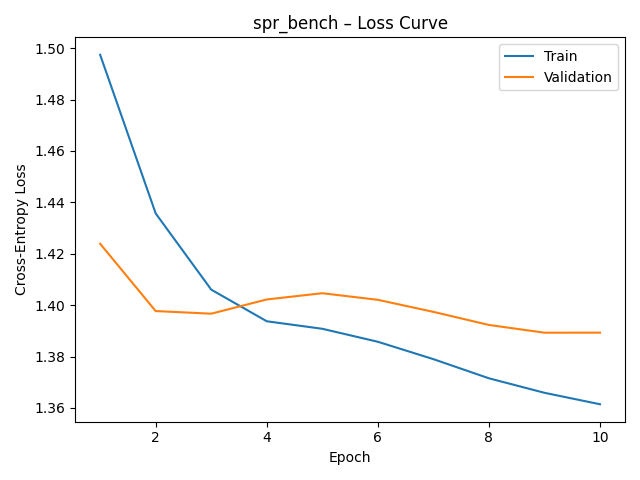 spr_bench – Loss Curve
Train
Validation
Cross-Entropy Loss
1.50
1.48
1.46
1.44
1.42
1.40
1.38
1.36
2
4
6
8
10
Epoch